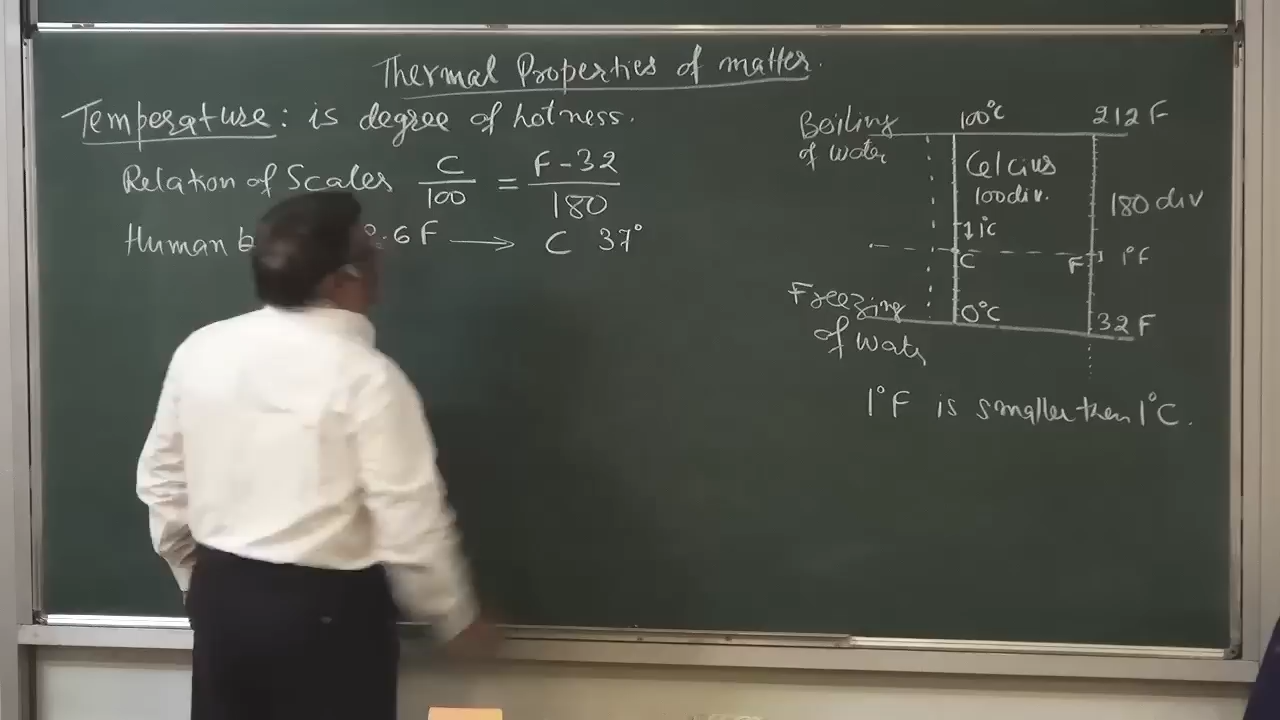 Thermal Properties of matter.
Temperature: is degree of hotness.
Relation of Scales C/100 = F-32/180
Human .6 F → C 37°
Boiling of water
100°C
212 F
Celcius
100 div.
180 div
1°C
C
F
1°F
Freezing of Wate
0°C
32 F
1°F is smaller then 1°C.